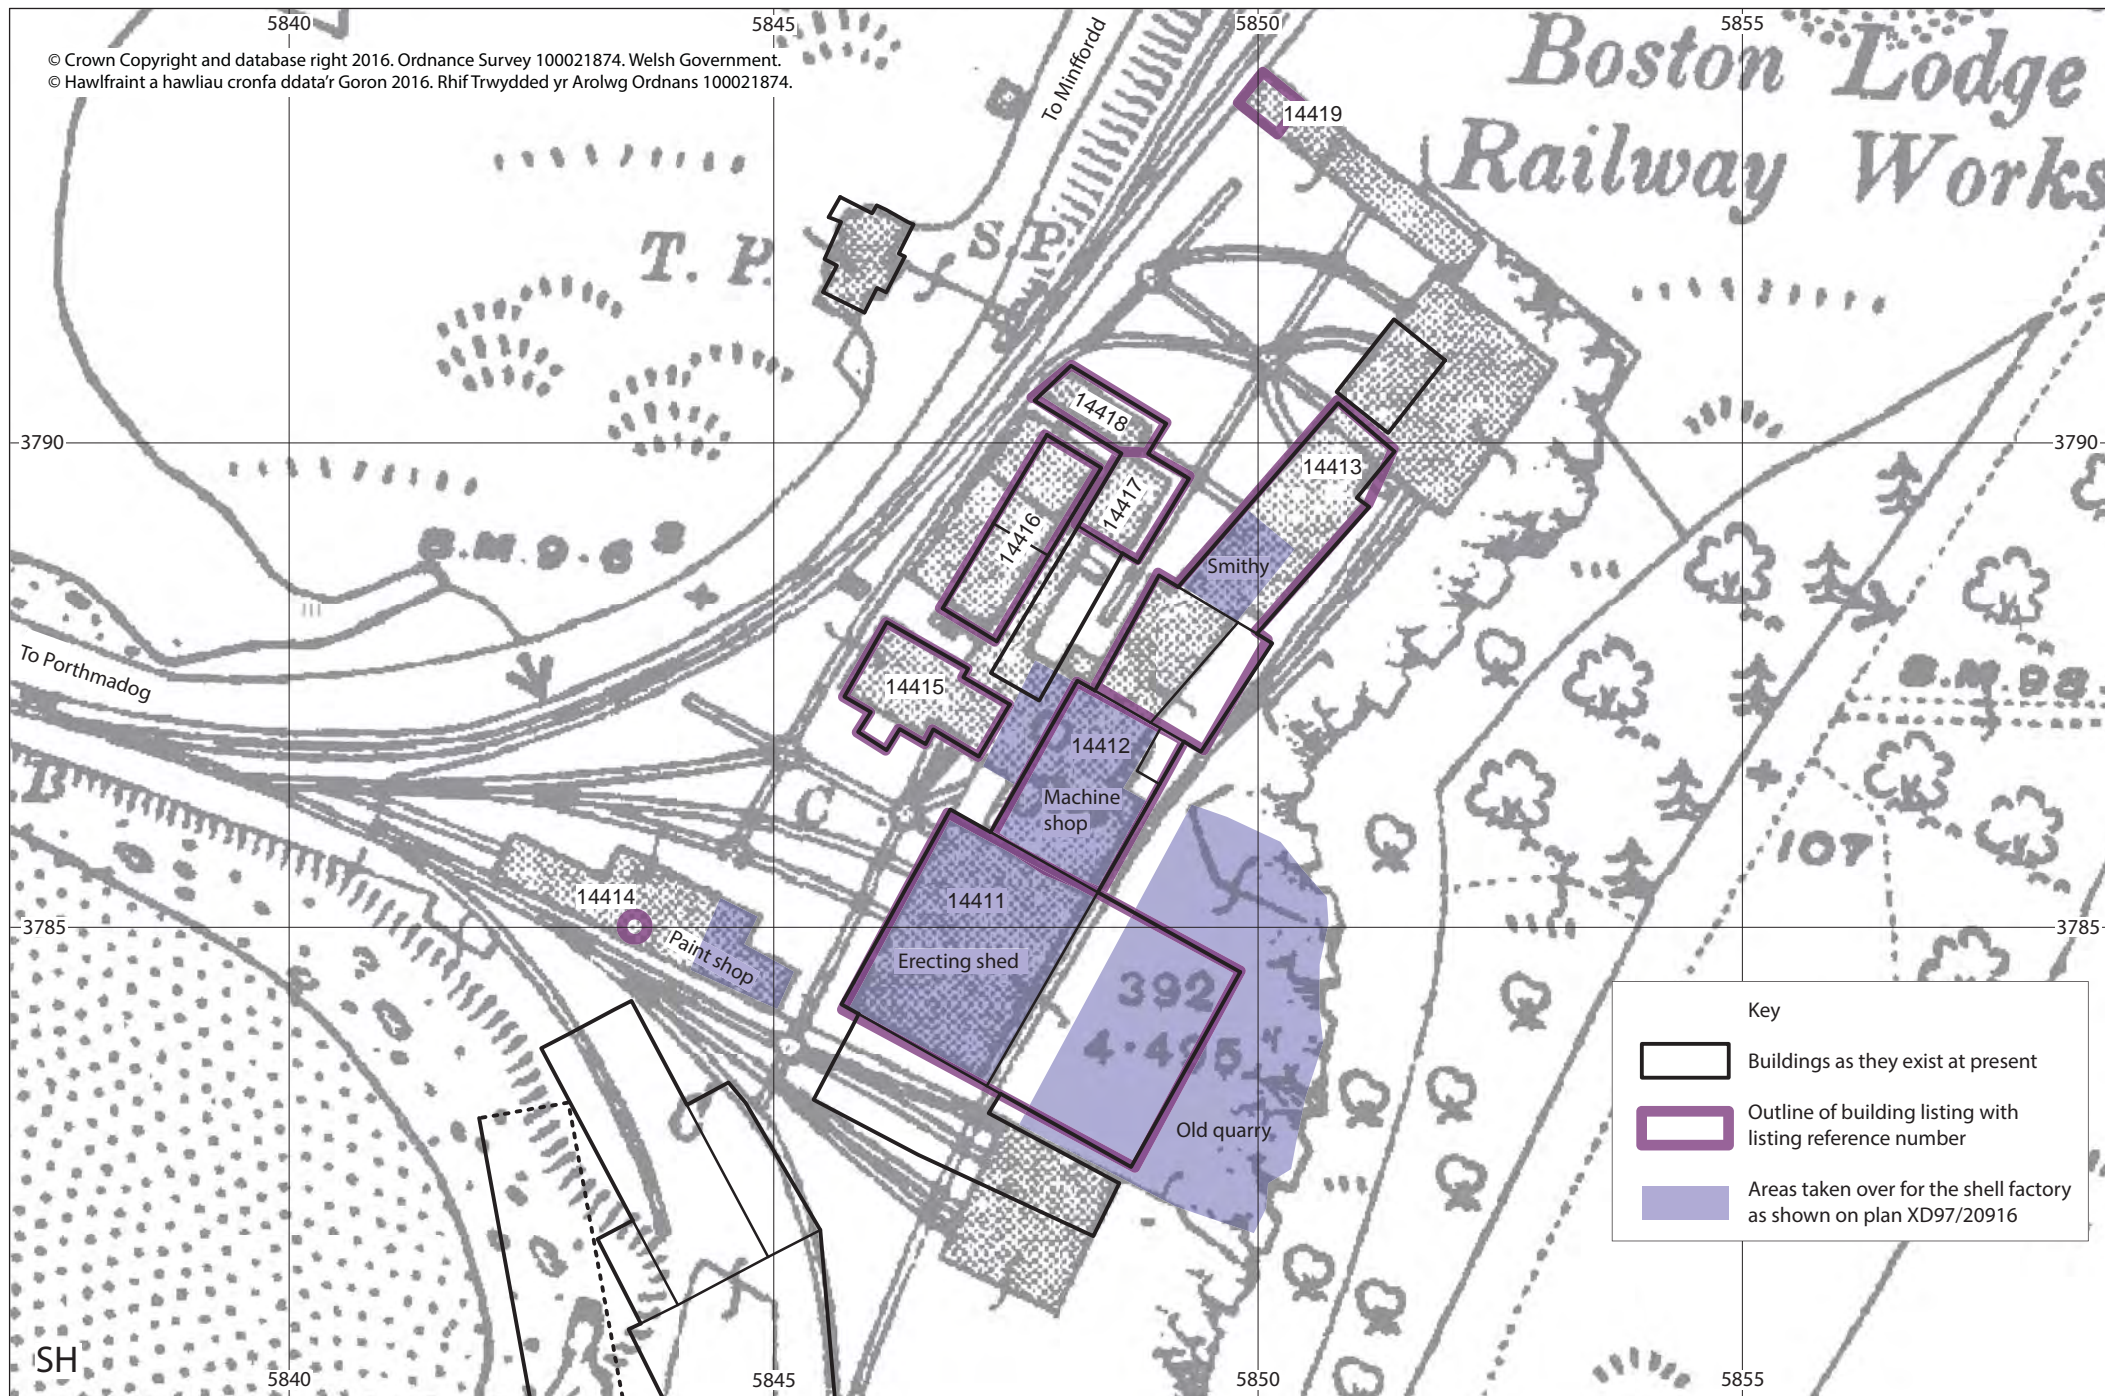 5840
5845
5850
5855
© Crown Copyright and database right 2016. Ordnance Survey 100021874. Welsh Government.
© Hawlfraint a hawliau cronfa ddata'r Goron 2016. Rhif Trwydded yr Arolwg Ordnans 100021874.
To Minffordd
Boston Lodge
Railway Works
14419
T. P.
S. P.
14418
3790
3790
14413
14417
14416
B.M.9.68
Smithy
To Porthmadog
14415
B.M.98.
14412
B
C
Machine
shop
107
14414
14411
3785
3785
Paint shop
Erecting shed
392
4.495
Old quarry
Key
Buildings as they exist at present
Outline of building listing with
listing reference number
Areas taken over for the shell factory
as shown on plan XD97/20916
SH
5840
5845
5850
5855